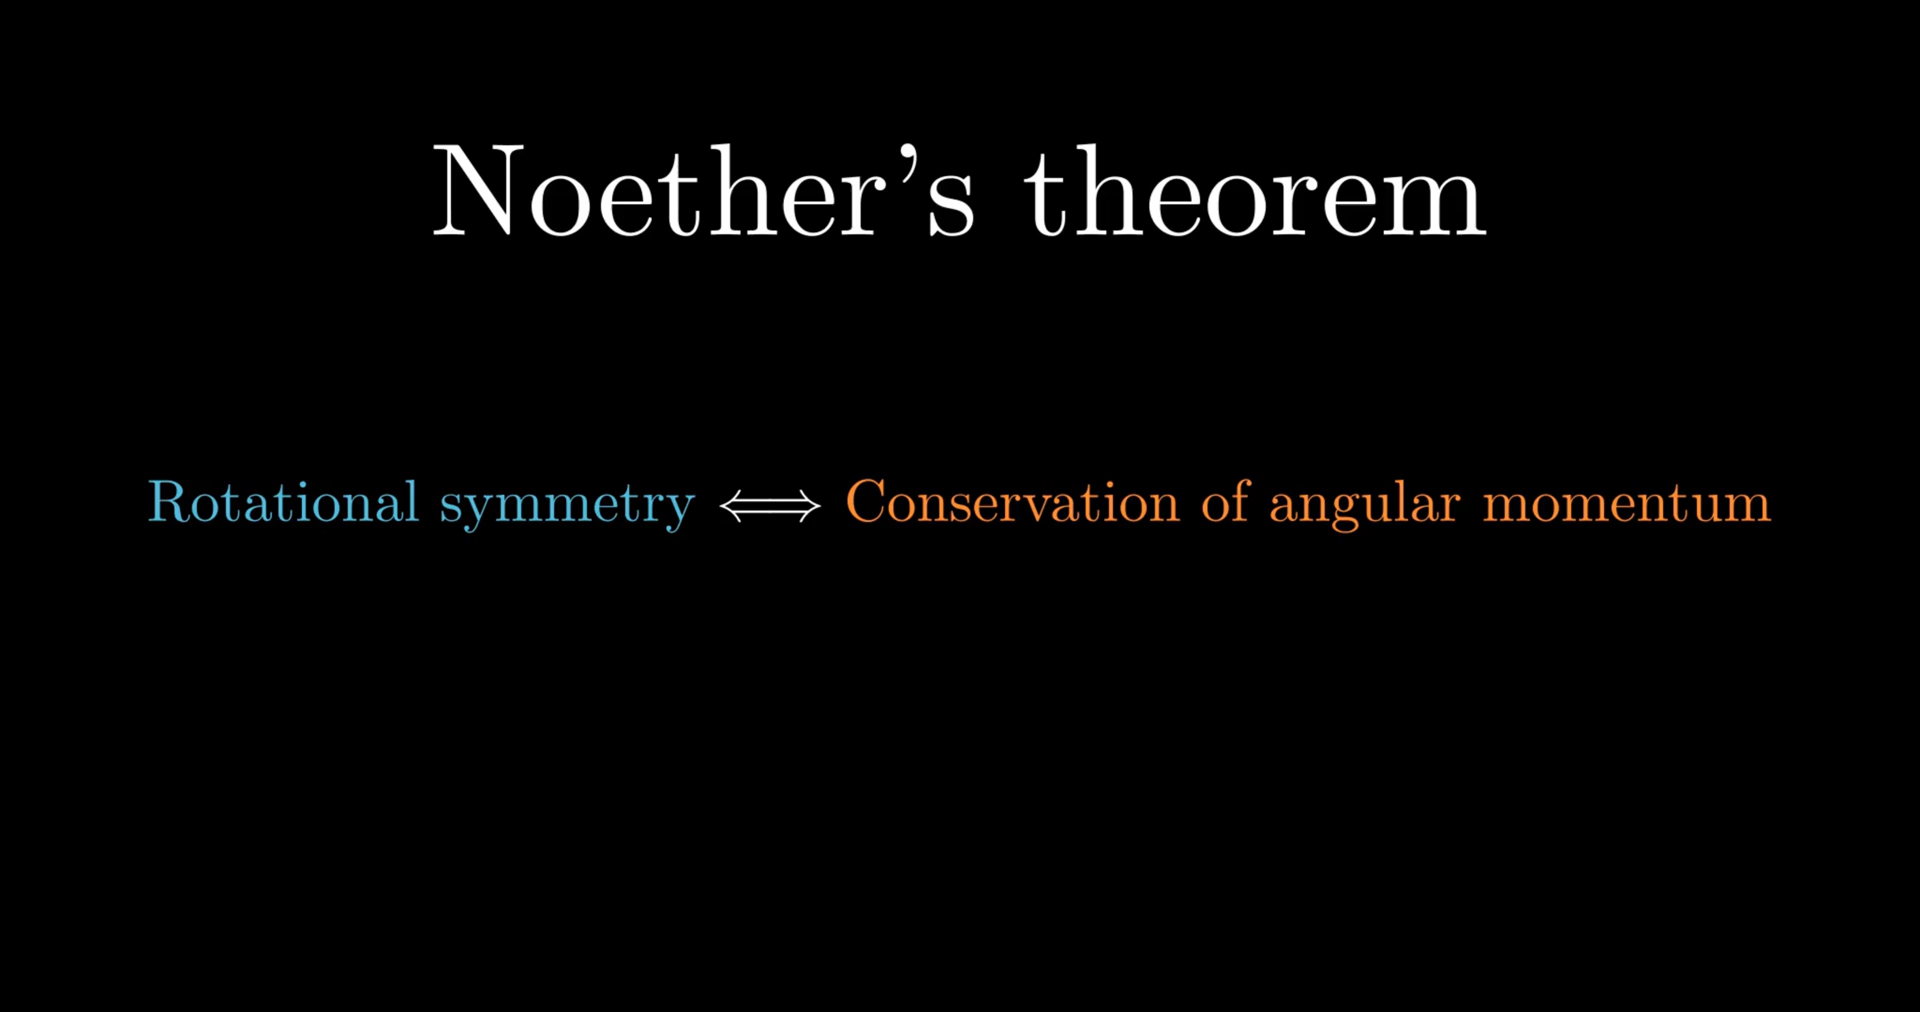 Noether’s theorem
Rotational symmetry ⟺ Conservation of angular momentum